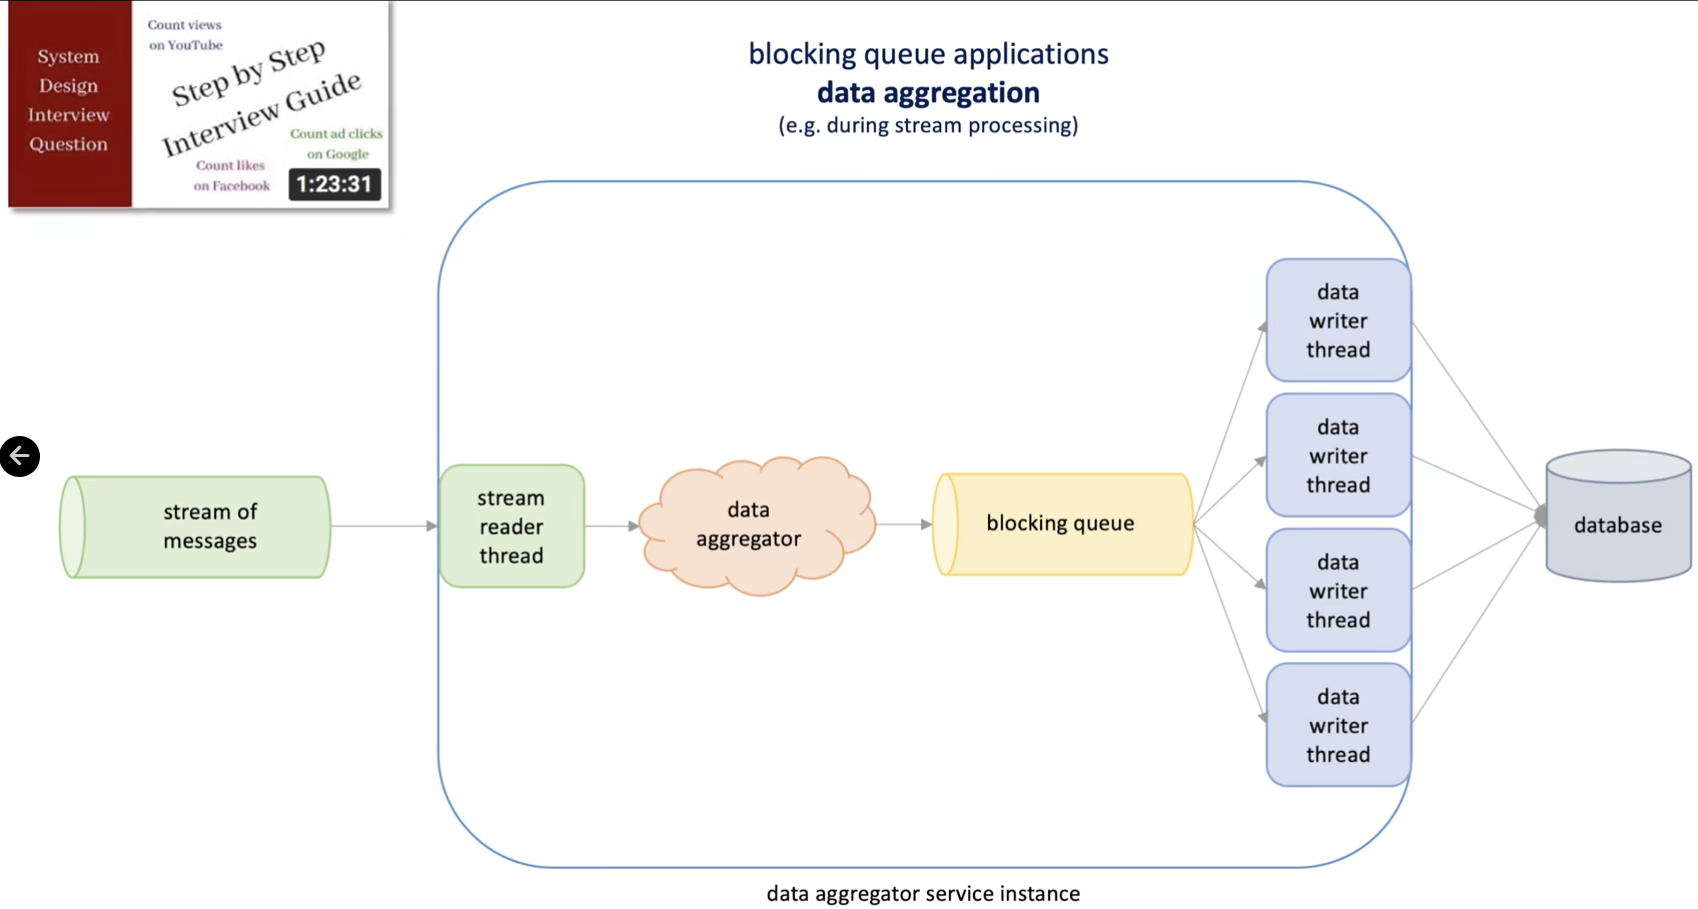 System
Design
Interview
Question
Count views
on YouTube
Step by Step
Interview Guide
Count ad clicks
on Google
Count likes
on Facebook
1:23:31
blocking queue applications
data aggregation
(e.g. during stream processing)
stream of
messages
stream
reader
thread
data
aggregator
blocking queue
data
writer
thread
data
writer
thread
data
writer
thread
data
writer
thread
database
data aggregator service instance